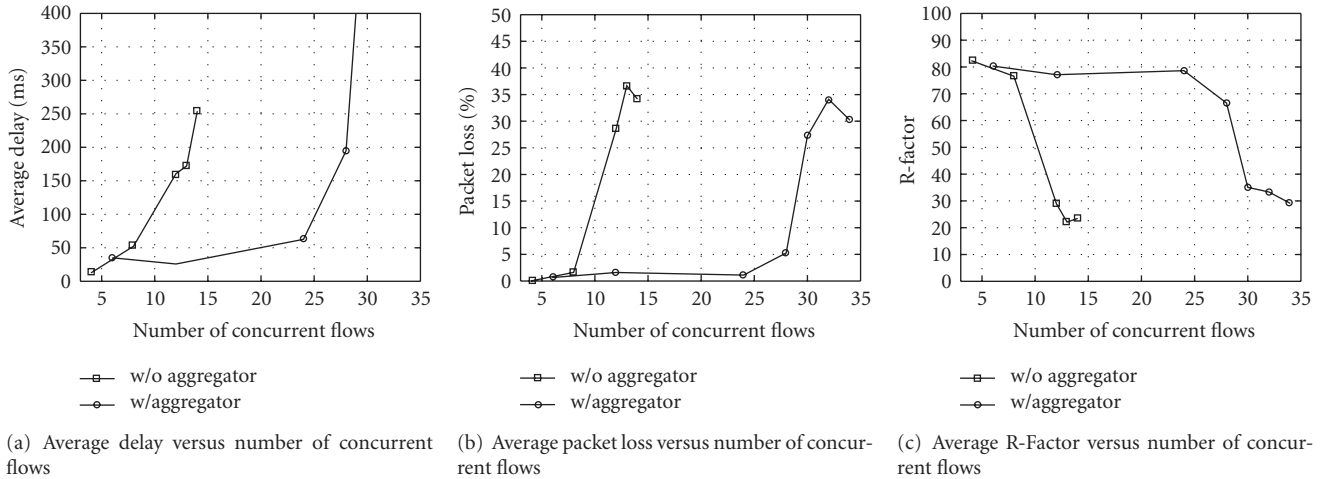 400
350
300
250
200
150
100
50
0
Average delay (ms)
5 10 15 20 25 30 35
Number of concurrent flows
w/o aggregator
w/aggregator
(a) Average delay versus number of concurrent
flows
50
45
40
35
30
25
20
15
10
5
0
Packet loss (%)
5 10 15 20 25 30 35
Number of concurrent flows
w/o aggregator
w/aggregator
(b) Average packet loss versus number of concur-
rent flows
100
90
80
70
60
50
40
30
20
10
0
R-factor
5 10 15 20 25 30 35
Number of concurrent flows
w/o aggregator
w/aggregator
(c) Average R-Factor versus number of concur-
rent flows